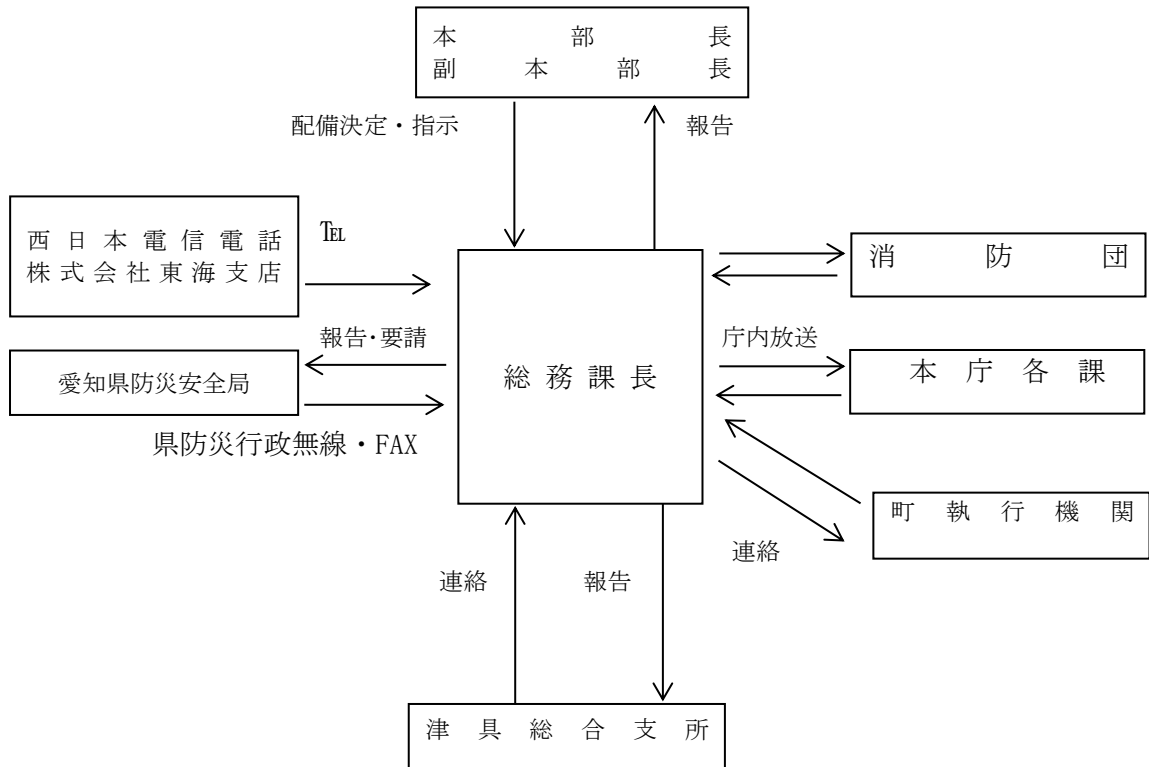 本部長
副本部長
配備決定・指示
報告
西日本電信電話
株式会社東海支店
℡
消防団
報告・要請
庁内放送
愛知県防災安全局
総務課長
本庁各課
県防災行政無線・FAX
町執行機関
連絡
連絡
報告
津具総合支所